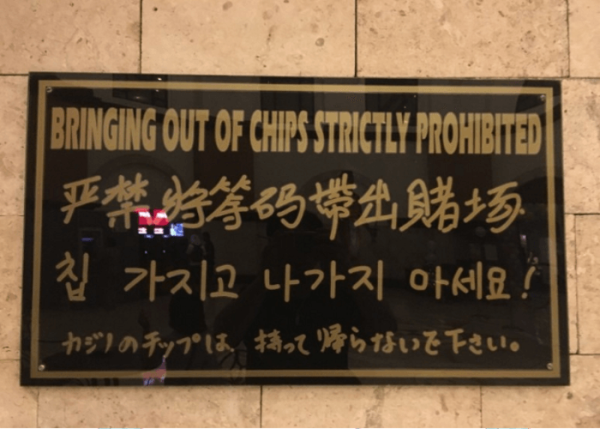 BRINGING OUT OF CHIPS STRICTLY PROHIBITED
严禁将筹码帶出賭场
칩 가지고 나가지 마세요!
カジノのチップは、持って帰らないで下さい。